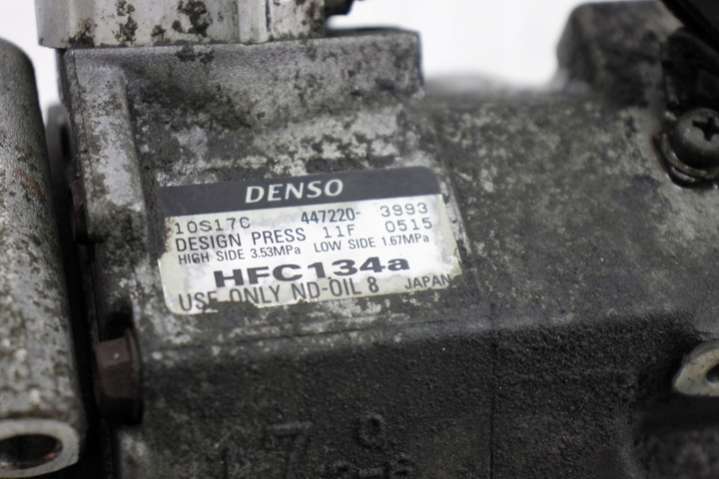 DENSO
10S17C 447220- 3993
DESIGN PRESS 11F 0515
HIGH SIDE 3.53MPa LOW SIDE 1.67MPa
HFC134a
USE ONLY ND-OIL 8 JAPAN
17 Q